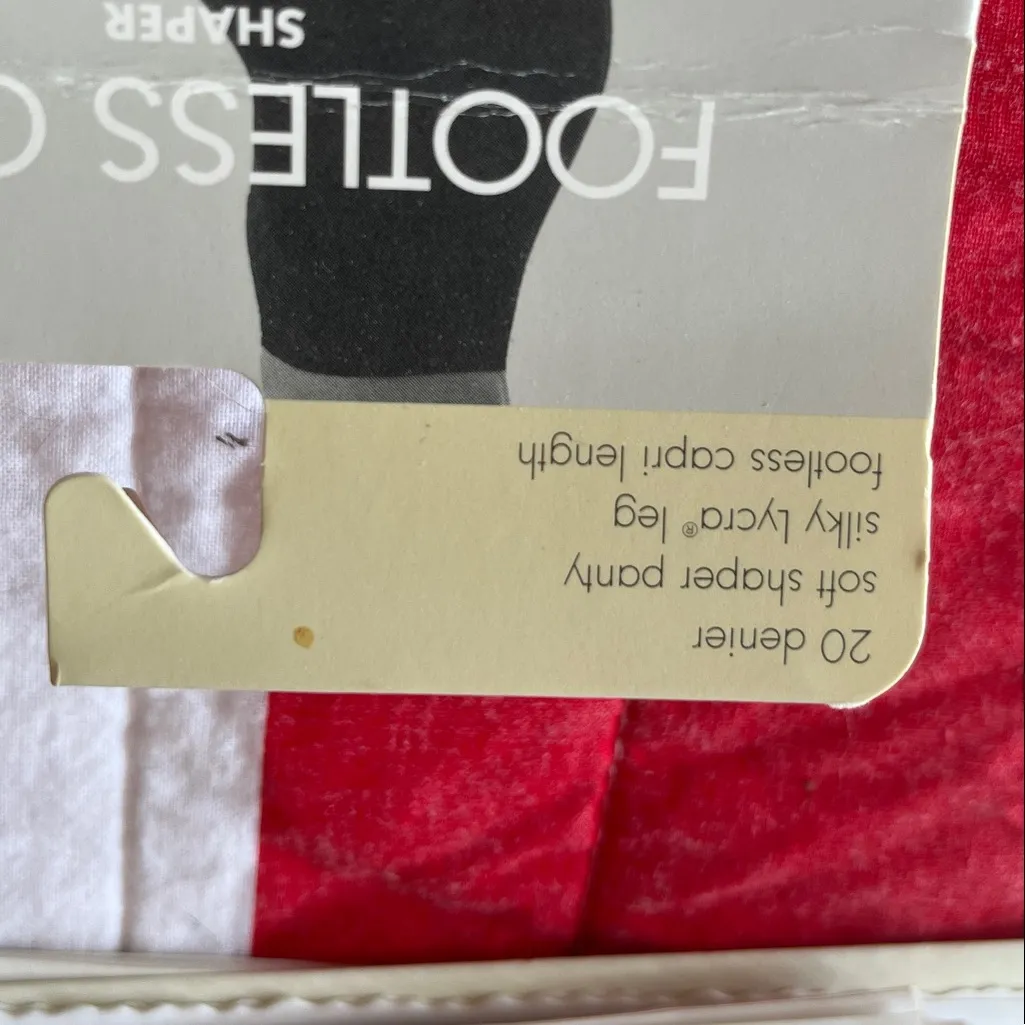 20 denier
soft shaper panty
silky Lycra® leg
footless capri length
FOOTLESS
SHAPER